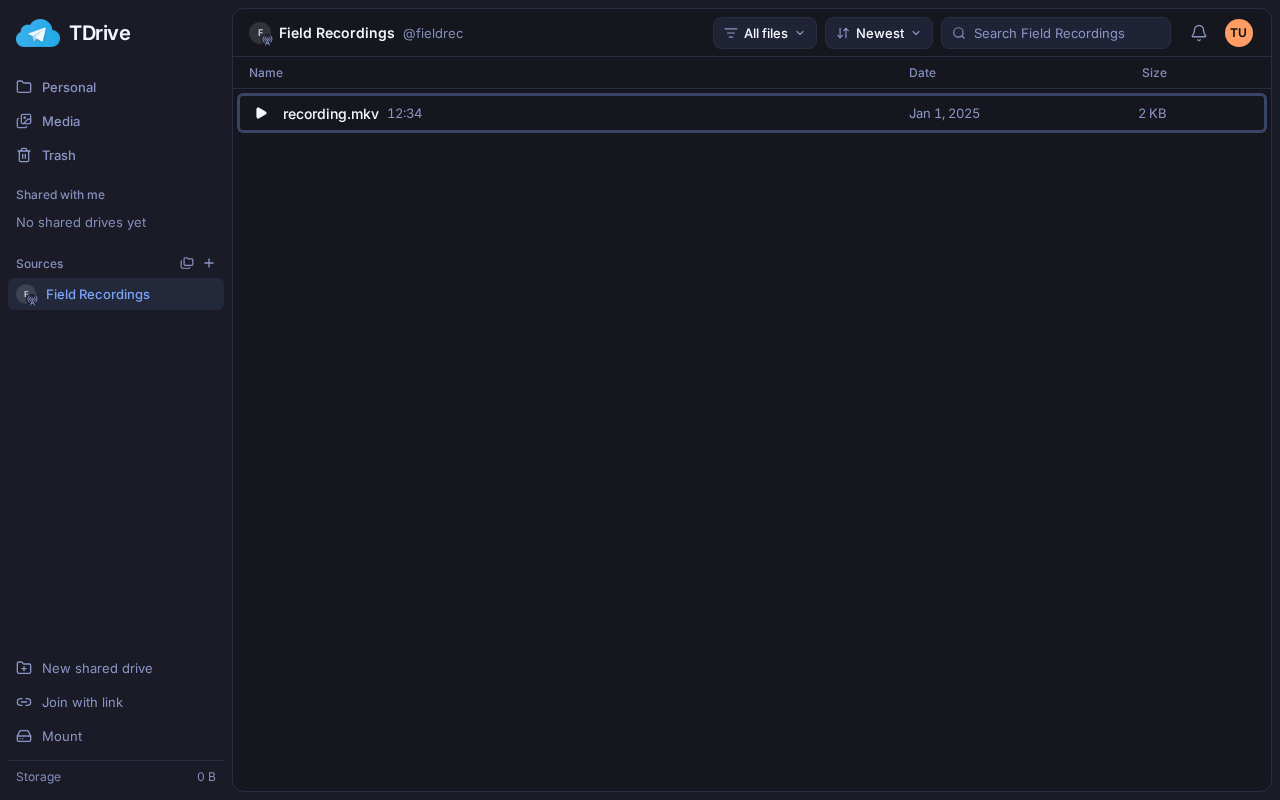 TDrive
Personal
Media
Trash
Shared with me
No shared drives yet
Sources
F Field Recordings
New shared drive
Join with link
Mount
Storage 0 B
F Field Recordings @fieldrec All files Newest Search Field Recordings TU
Name Date Size
recording.mkv 12:34 Jan 1, 2025 2 KB